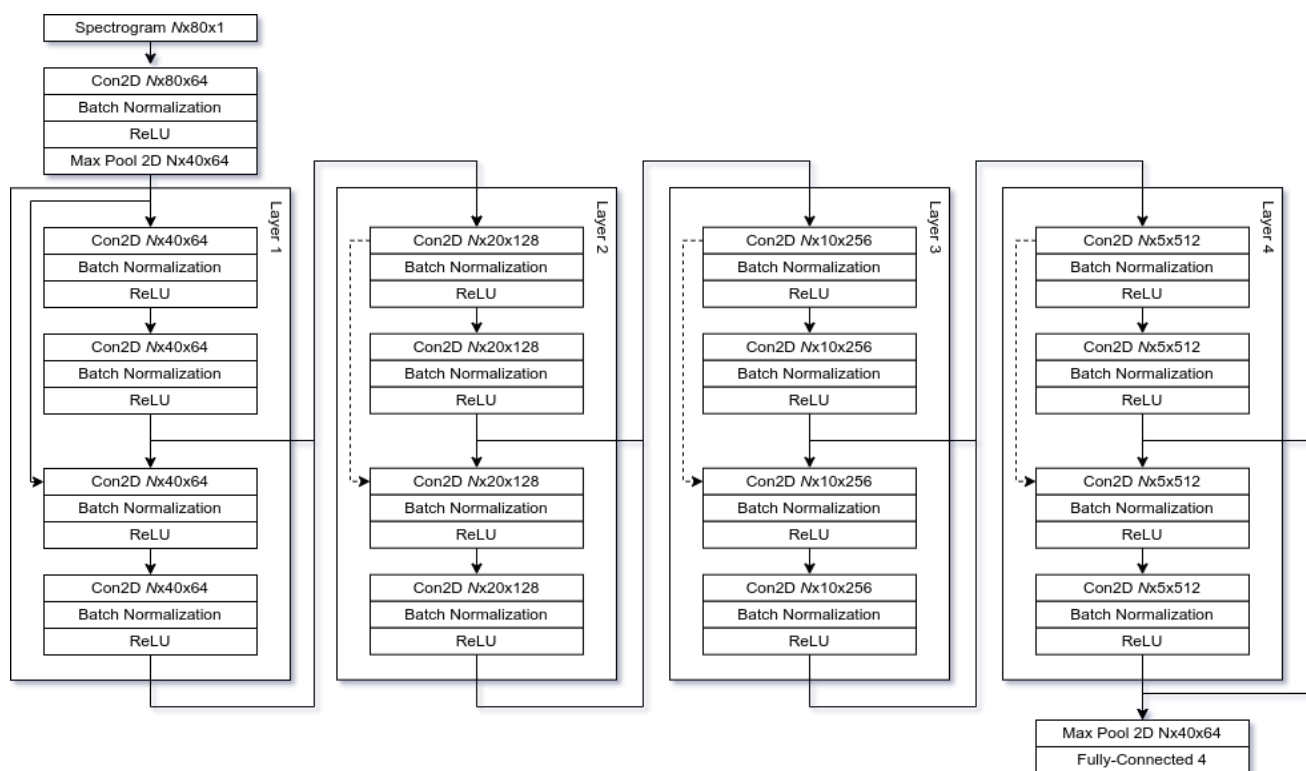 Spectrogram Nx80x1
Con2D Nx80x64
Batch Normalization
ReLU
Max Pool 2D Nx40x64
Layer 1
Con2D Nx40x64
Batch Normalization
ReLU
Con2D Nx40x64
Batch Normalization
ReLU
Con2D Nx40x64
Batch Normalization
ReLU
Con2D Nx40x64
Batch Normalization
ReLU
Layer 2
Con2D Nx20x128
Batch Normalization
ReLU
Con2D Nx20x128
Batch Normalization
ReLU
Con2D Nx20x128
Batch Normalization
ReLU
Con2D Nx20x128
Batch Normalization
ReLU
Layer 3
Con2D Nx10x256
Batch Normalization
ReLU
Con2D Nx10x256
Batch Normalization
ReLU
Con2D Nx10x256
Batch Normalization
ReLU
Con2D Nx10x256
Batch Normalization
ReLU
Layer 4
Con2D Nx5x512
Batch Normalization
ReLU
Con2D Nx5x512
Batch Normalization
ReLU
Con2D Nx5x512
Batch Normalization
ReLU
Con2D Nx5x512
Batch Normalization
ReLU
Max Pool 2D Nx40x64
Fully-Connected 4